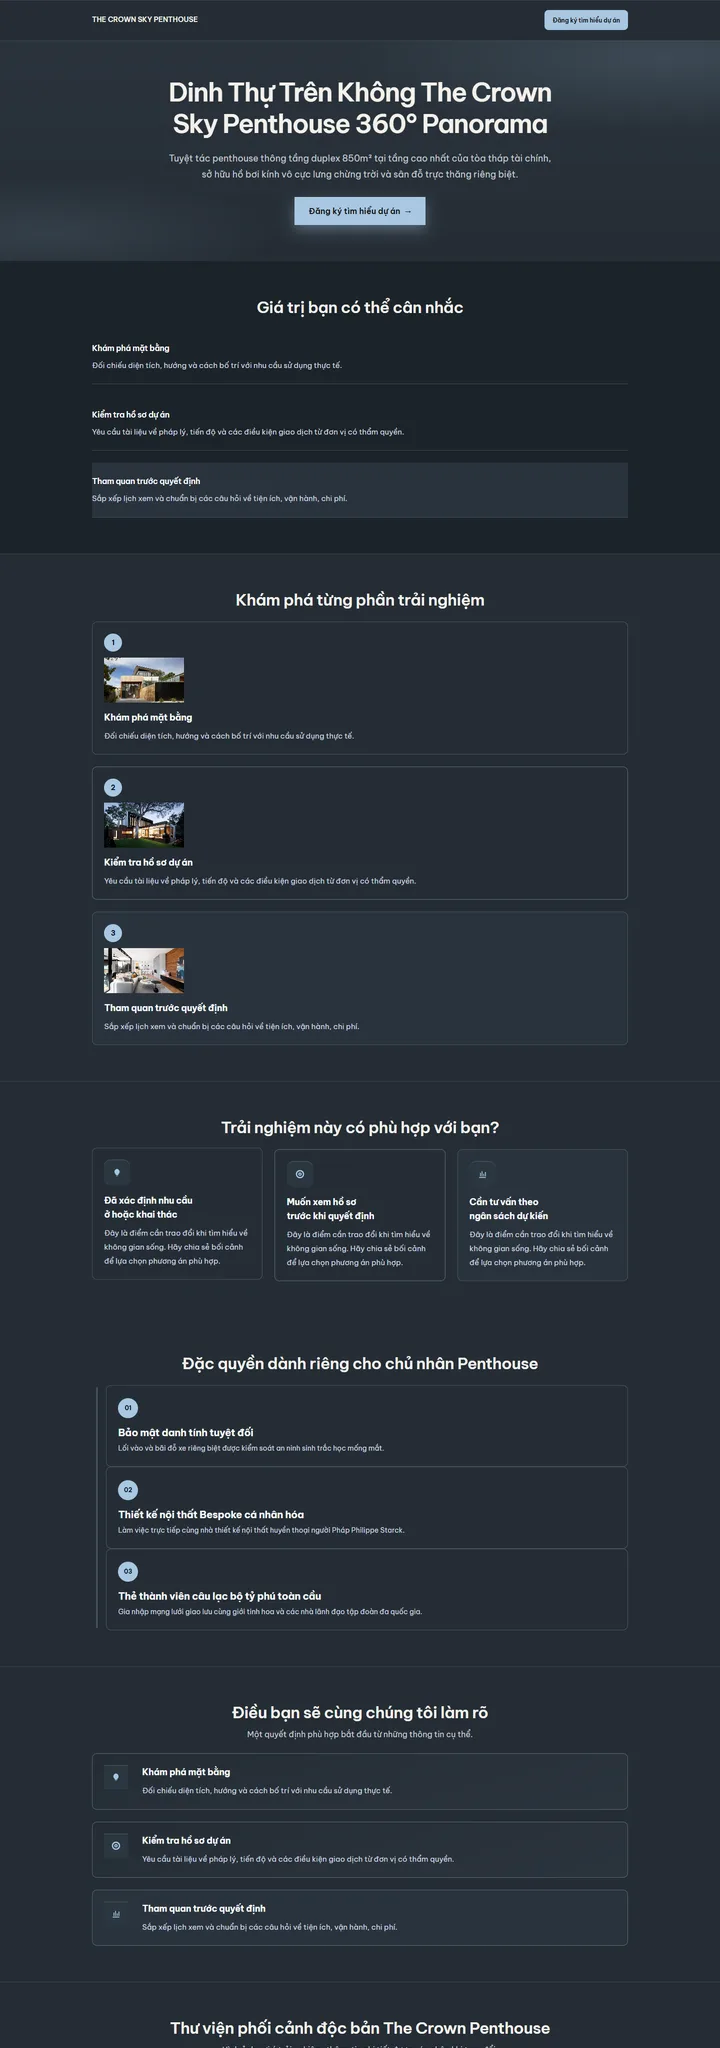 THE CROWN SKY PENTHOUSE
Đăng ký tìm hiểu dự án
Dinh Thự Trên Không The Crown
Sky Penthouse 360° Panorama
Tuyệt tác penthouse thông tầng duplex 850m² tại tầng cao nhất của tòa tháp tài chính,
sở hữu hồ bơi kính vô cực lưng chừng trời và sân đỗ trực thăng riêng biệt.
Đăng ký tìm hiểu dự án →
Giá trị bạn có thể cân nhắc
Khám phá mặt bằng
Đối chiếu diện tích, hướng và cách bố trí với nhu cầu sử dụng thực tế.
Kiểm tra hồ sơ dự án
Yêu cầu tài liệu về pháp lý, tiến độ và các điều kiện giao dịch từ đơn vị có thẩm quyền.
Tham quan trước quyết định
Sắp xếp lịch xem và chuẩn bị các câu hỏi về tiện ích, vận hành, chi phí.
Khám phá từng phần trải nghiệm
1
Khám phá mặt bằng
Đối chiếu diện tích, hướng và cách bố trí với nhu cầu sử dụng thực tế.
2
Kiểm tra hồ sơ dự án
Yêu cầu tài liệu về pháp lý, tiến độ và các điều kiện giao dịch từ đơn vị có thẩm quyền.
3
Tham quan trước quyết định
Sắp xếp lịch xem và chuẩn bị các câu hỏi về tiện ích, vận hành, chi phí.
Trải nghiệm này có phù hợp với bạn?
Đã xác định nhu cầu
ở hoặc khai thác
Đây là điểm cần trao đổi khi tìm hiểu về
không gian sống. Hãy chia sẻ bối cảnh
để lựa chọn phương án phù hợp.
Muốn xem hồ sơ
trước khi quyết định
Đây là điểm cần trao đổi khi tìm hiểu về
không gian sống. Hãy chia sẻ bối cảnh
để lựa chọn phương án phù hợp.
Cần tư vấn theo
ngân sách dự kiến
Đây là điểm cần trao đổi khi tìm hiểu về
không gian sống. Hãy chia sẻ bối cảnh
để lựa chọn phương án phù hợp.
Đặc quyền dành riêng cho chủ nhân Penthouse
01
Bảo mật danh tính tuyệt đối
Lối vào và bãi đỗ xe riêng biệt được kiểm soát an ninh sinh trắc học mống mắt.
02
Thiết kế nội thất Bespoke cá nhân hóa
Làm việc trực tiếp cùng nhà thiết kế nội thất huyền thoại người Pháp Philippe Starck.
03
Thẻ thành viên câu lạc bộ tỷ phú toàn cầu
Gia nhập mạng lưới giao lưu cùng giới tinh hoa và các nhà lãnh đạo tập đoàn đa quốc gia.
Điều bạn sẽ cùng chúng tôi làm rõ
Một quyết định phù hợp bắt đầu từ những thông tin cụ thể.
Khám phá mặt bằng
Đối chiếu diện tích, hướng và cách bố trí với nhu cầu sử dụng thực tế.
Kiểm tra hồ sơ dự án
Yêu cầu tài liệu về pháp lý, tiến độ và các điều kiện giao dịch từ đơn vị có thẩm quyền.
Tham quan trước quyết định
Sắp xếp lịch xem và chuẩn bị các câu hỏi về tiện ích, vận hành, chi phí.
Thư viện phối cảnh độc bản The Crown Penthouse